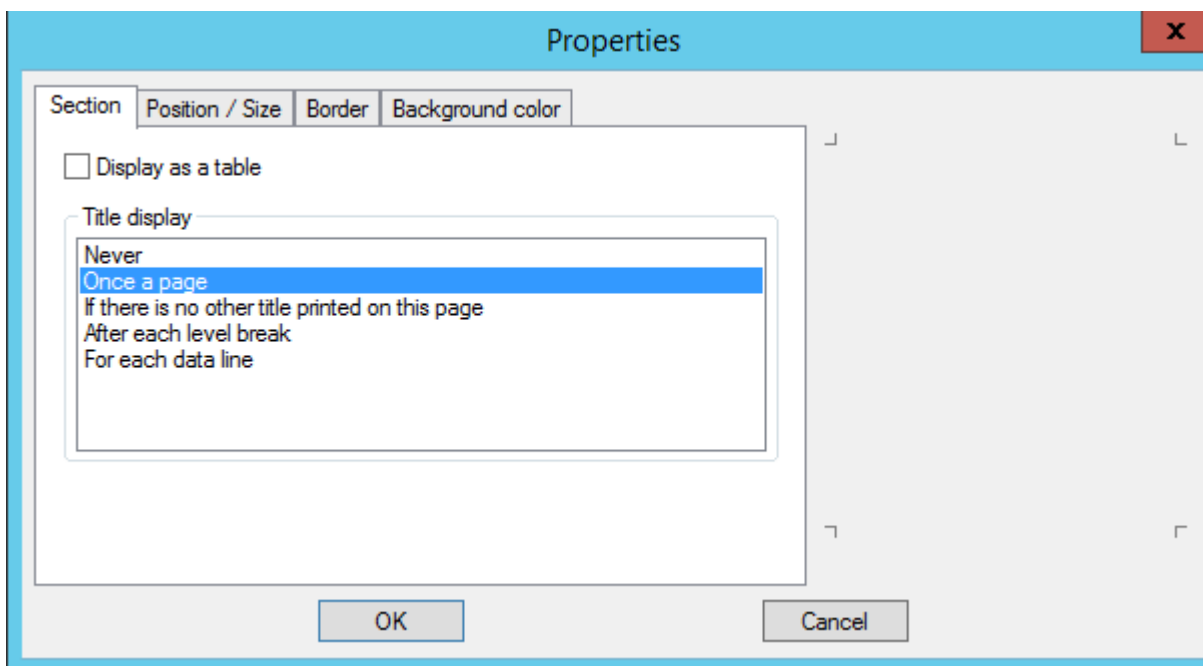 Properties
x
Section Position / Size Border Background color
Display as a table
Title display
Never
Once a page
If there is no other title printed on this page
After each level break
For each data line
OK Cancel